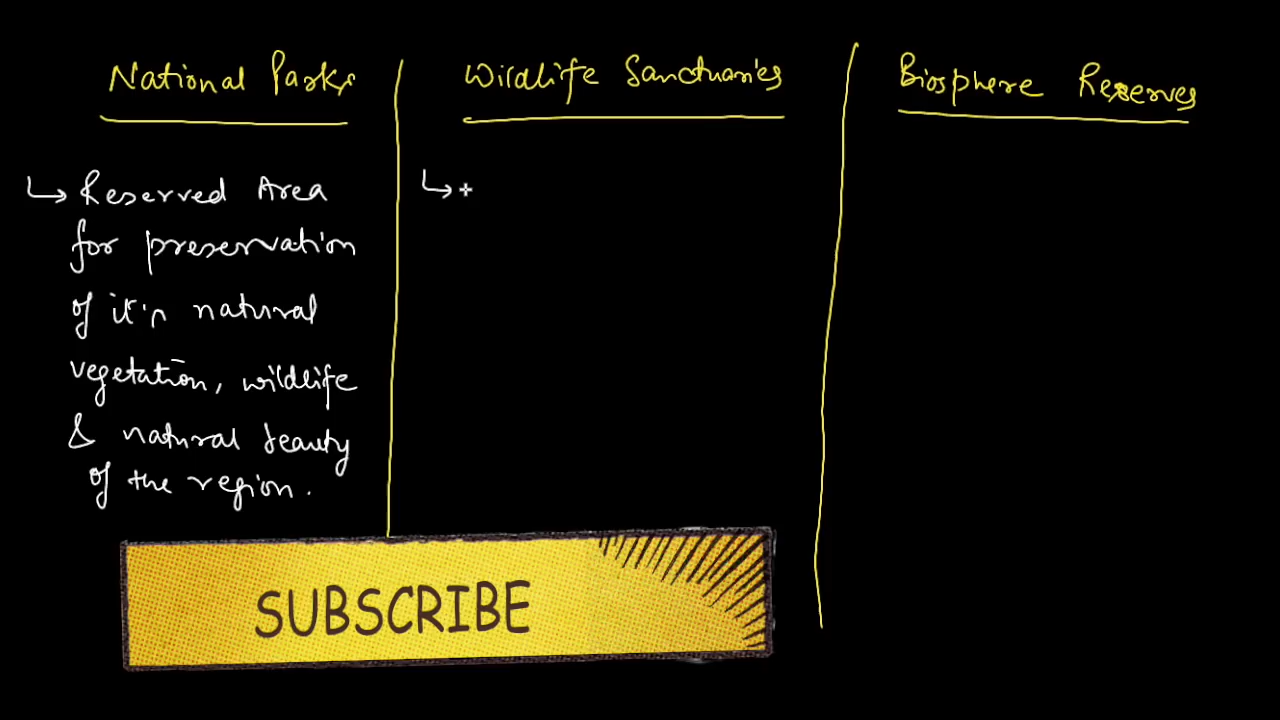 National Parks
Wildlife Sanctuaries
Biosphere Reserves
↳ Reserved Area
for preservation
of it's natural
vegetation, wildlife
& natural beauty
of the region.
↳
SUBSCRIBE